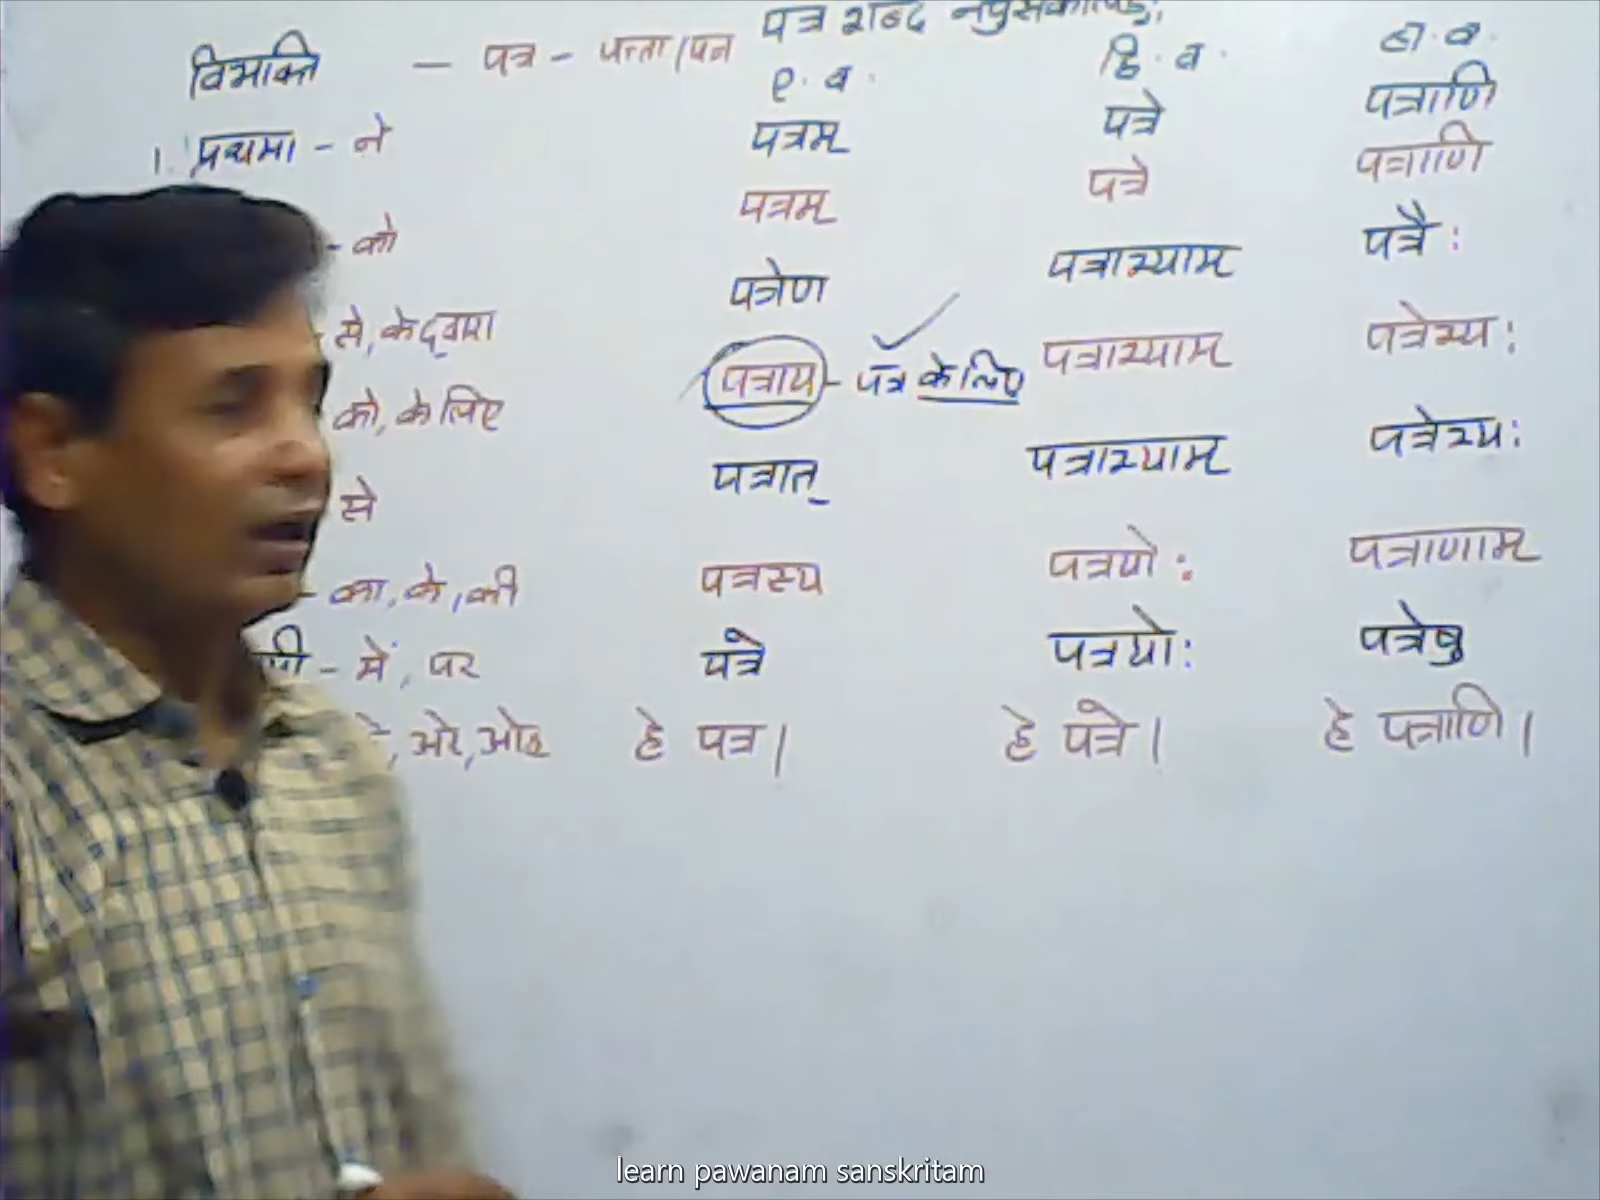 पत्र शब्द नपुंसकलिङ्ग
विभक्ति — पत्र - पत्ता/पन्न ए. व. द्वि. व. ब. व.
1. प्रथमा - ने पत्रम् पत्रे पत्राणि
- को पत्रम् पत्रे पत्राणि
- से, के द्वारा पत्रेण पत्राभ्याम् पत्रै:
को, के लिए पत्राय - पत्र के लिए पत्राभ्याम् पत्रेभ्य:
से पत्रात् पत्राभ्याम् पत्रेभ्य:
- का, के, की पत्रस्य पत्रयो: पत्राणाम्
मी - में, पर पत्रे पत्रयो: पत्रेषु
, अरे, ओह हे पत्र। हे पत्रे। हे पत्राणि।
learn pawanam sanskritam